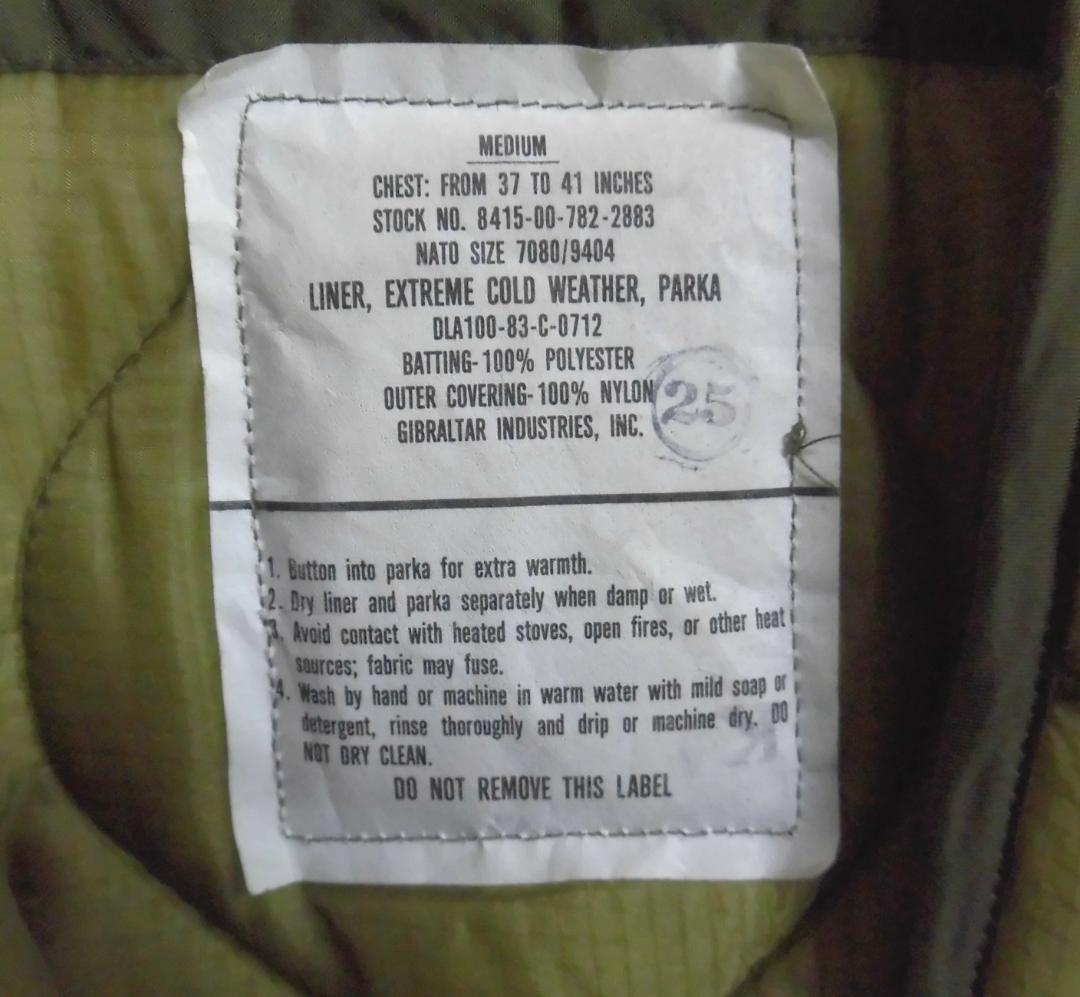 MEDIUM
CHEST: FROM 37 TO 41 INCHES
STOCK NO. 8415-00-782-2883
NATO SIZE 7080/9404
LINER, EXTREME COLD WEATHER, PARKA
DLA100-83-C-0712
BATTING-100% POLYESTER
OUTER COVERING-100% NYLON
25
GIBRALTAR INDUSTRIES, INC.
1. Button into parka for extra warmth.
2. Dry liner and parka separately when damp or wet.
3. Avoid contact with heated stoves, open fires, or other heat
sources; fabric may fuse.
4. Wash by hand or machine in warm water with mild soap or
detergent, rinse thoroughly and drip or machine dry. DO
NOT DRY CLEAN.
DO NOT REMOVE THIS LABEL